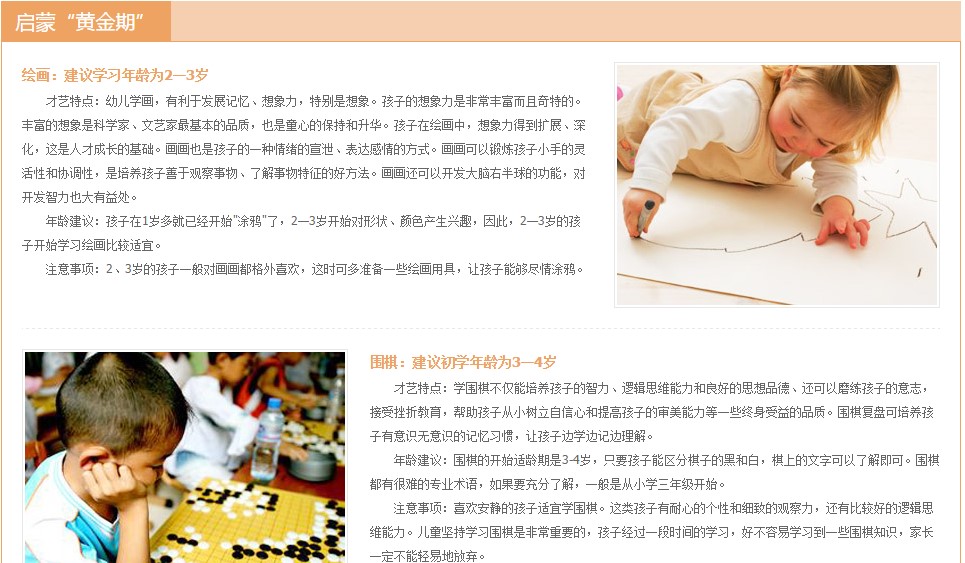 启蒙“黄金期”
绘画：建议学习年龄为2—3岁
才艺特点：幼儿学画，有利于发展记忆、想象力，特别是想象。孩子的想象力是非常丰富而且奇特的。
丰富的想象是科学家、文艺家最基本的品质，也是童心的保持和升华。孩子在绘画中，想象力得到扩展、深
化，这是人才成长的基础。画画也是孩子的一种情绪的宣泄、表达感情的方式。画画可以锻炼孩子小手的灵
活性和协调性，是培养孩子善于观察事物、了解事物特征的好方法。画画还可以开发大脑右半球的功能，对
开发智力也大有益处。
年龄建议：孩子在1岁多就已经开始"涂鸦"了，2—3岁开始对形状、颜色产生兴趣，因此，2—3岁的孩
子开始学习绘画比较适宜。
注意事项：2、3岁的孩子一般对画画都格外喜欢，这时可多准备一些绘画用具，让孩子能够尽情涂鸦。
围棋：建议初学年龄为3—4岁
才艺特点：学围棋不仅能培养孩子的智力、逻辑思维能力和良好的思想品德、还可以磨练孩子的意志，
接受挫折教育，帮助孩子从小树立自信心和提高孩子的审美能力等一些终身受益的品质。围棋复盘可培养孩
子有意识无意识的记忆习惯，让孩子边学边记边理解。
年龄建议：围棋的开始适龄期是3-4岁，只要孩子能区分棋子的黑和白，棋上的文字可以了解即可。围棋
都有很难的专业术语，如果要充分了解，一般是从小学三年级开始。
注意事项：喜欢安静的孩子适宜学围棋。这类孩子有耐心的个性和细致的观察力，还有比较好的逻辑思
维能力。儿童坚持学习围棋是非常重要的，孩子经过一段时间的学习，好不容易学习到一些围棋知识，家长
一定不能轻易地放弃。